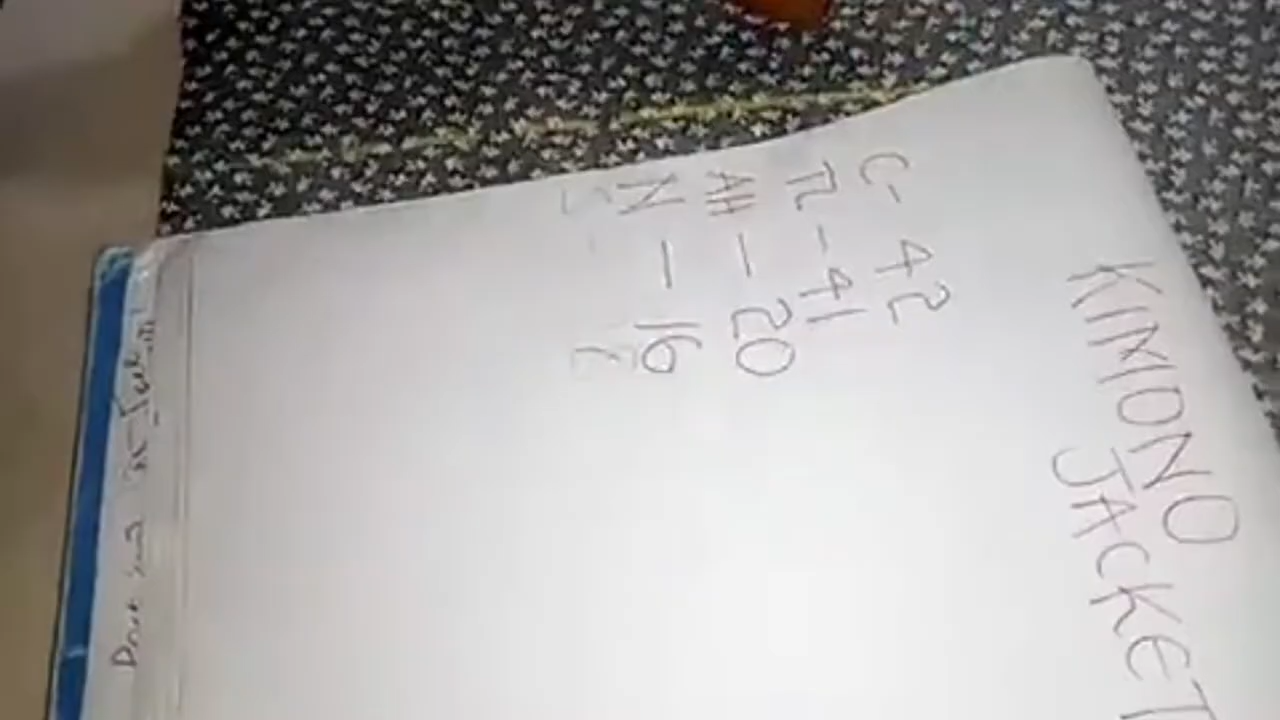 KIMONO
JACKET
C- 42
TL - 41
AH - 20
N - 16